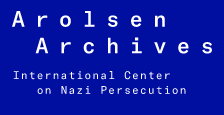 Arolsen
Archives
International Center
on Nazi Persecution